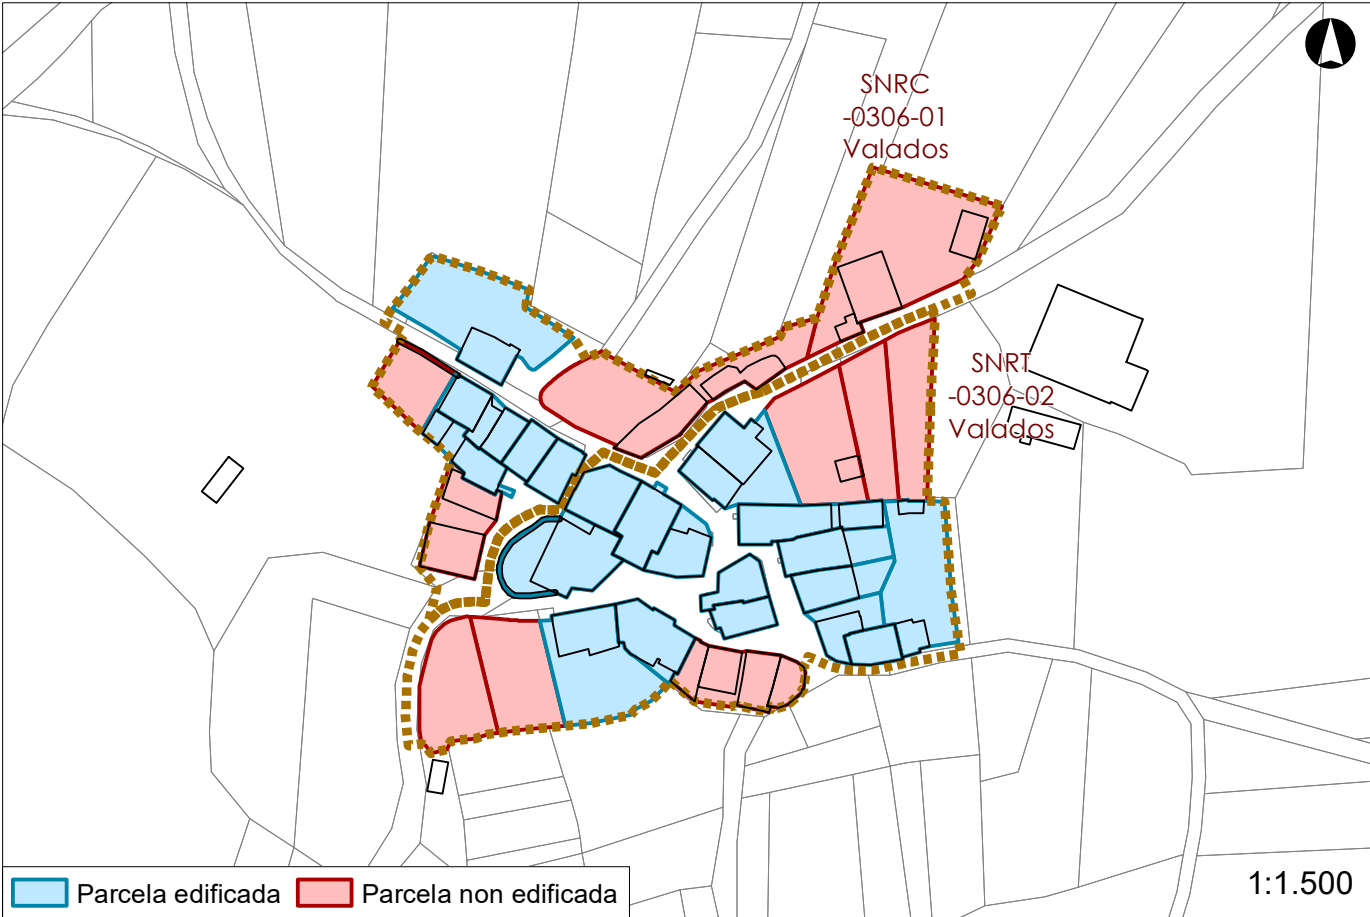 SNRC
-0306-01
Valados
SNRT
-0306-02
Valados
Parcela edificada
Parcela non edificada
1:1.500